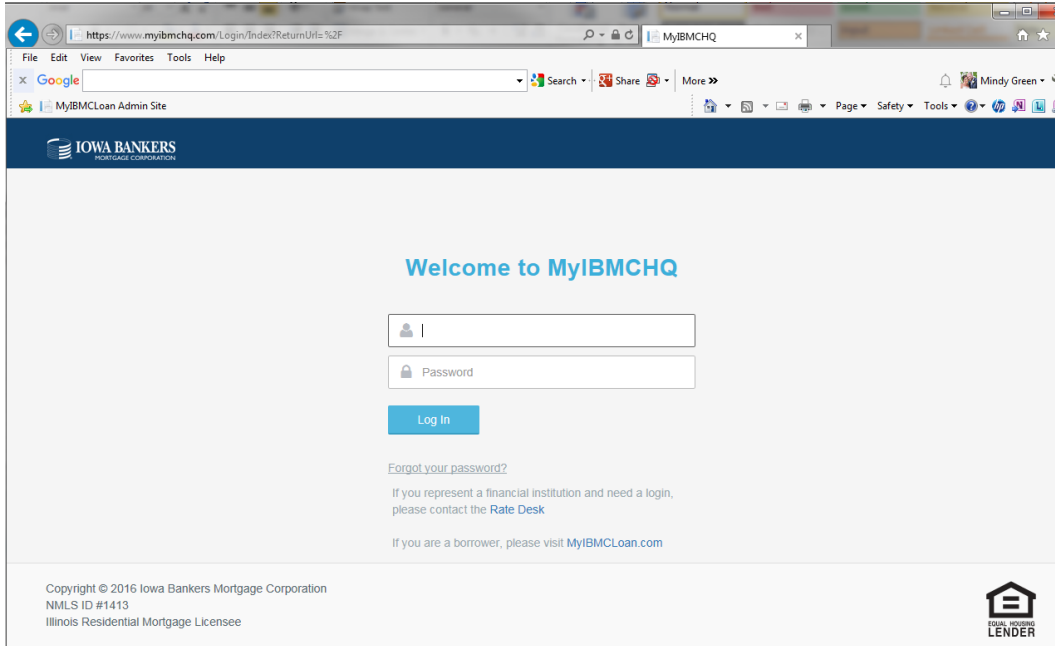 https://www.myibmchq.com/Login/Index?ReturnUrl=%2F
MyIBMCHQ
File Edit View Favorites Tools Help
x Google Search Share More >> Mindy Green
MyIBMCLoan Admin Site Page Safety Tools
IOWA BANKERS
MORTGAGE CORPORATION
Welcome to MyIBMCHQ
Password
Log In
Forgot your password?
If you represent a financial institution and need a login,
please contact the Rate Desk
If you are a borrower, please visit MyIBMCLoan.com
Copyright © 2016 Iowa Bankers Mortgage Corporation
NMLS ID #1413
Illinois Residential Mortgage Licensee
EQUAL HOUSING
LENDER